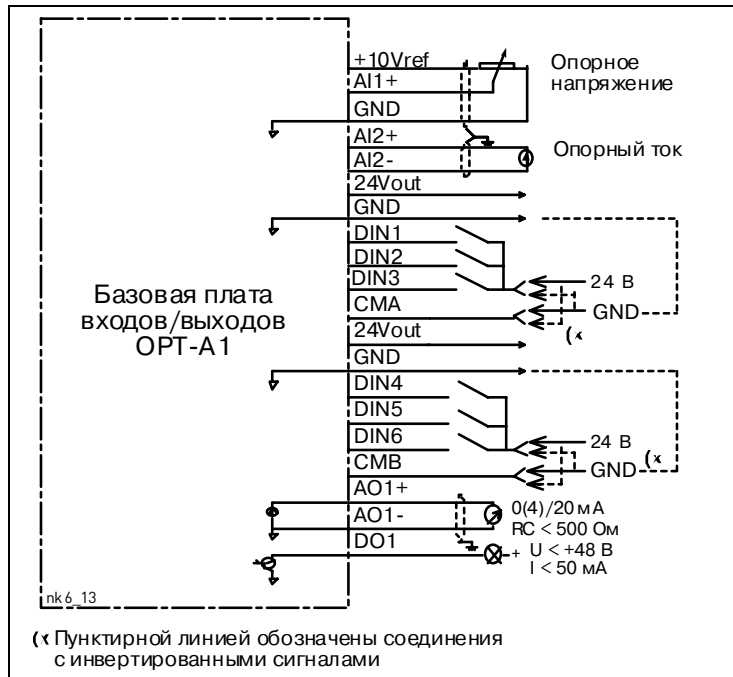 +10Vref
AI1+
GND
AI2+
AI2-
24Vout
GND
DIN1
DIN2
DIN3
CMA
24Vout
GND
DIN4
DIN5
DIN6
CMB
AO1+
AO1-
DO1
Опорное
напряжение
Опорный ток
24 В
GND
(x
24 В
GND (x
0(4)/20 мА
RC < 500 Ом
+ U < +48 В
I < 50 мА
Базовая плата
входов/выходов
OPT-A1
nk6_13
(x Пунктирной линией обозначены соединения
с инвертированными сигналами